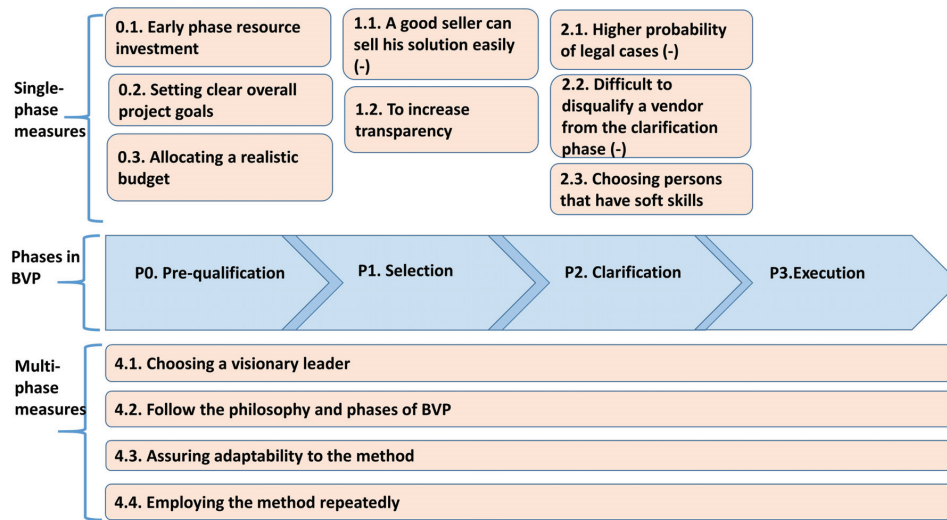 Single-
phase
measures
0.1. Early phase resource
investment
0.2. Setting clear overall
project goals
0.3. Allocating a realistic
budget
1.1. A good seller can
sell his solution easily
(-)
1.2. To increase
transparency
2.1. Higher probability
of legal cases (-)
2.2. Difficult to
disqualify a vendor
from the clarification
phase (-)
2.3. Choosing persons
that have soft skills
Phases in
BVP
P0. Pre-qualification
P1. Selection
P2. Clarification
P3.Execution
Multi-
phase
measures
4.1. Choosing a visionary leader
4.2. Follow the philosophy and phases of BVP
4.3. Assuring adaptability to the method
4.4. Employing the method repeatedly